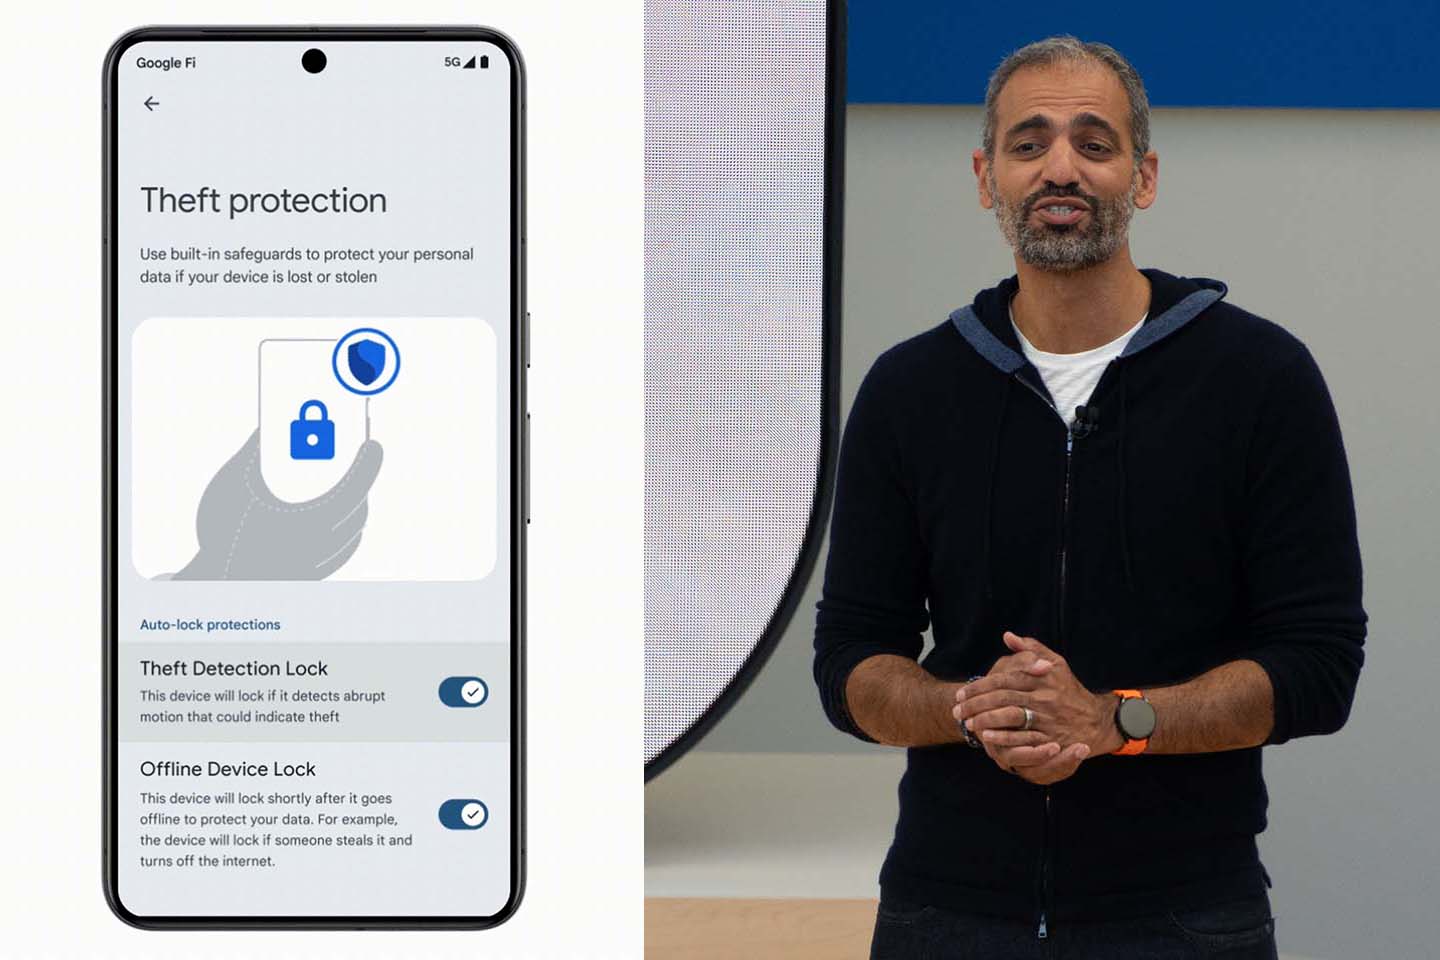 Google Fi
5G
Theft protection
Use built-in safeguards to protect your personal
data if your device is lost or stolen
Auto-lock protections
Theft Detection Lock
This device will lock if it detects abrupt
motion that could indicate theft
Offline Device Lock
This device will lock shortly after it goes
offline to protect your data. For example,
the device will lock if someone steals it and
turns off the internet.